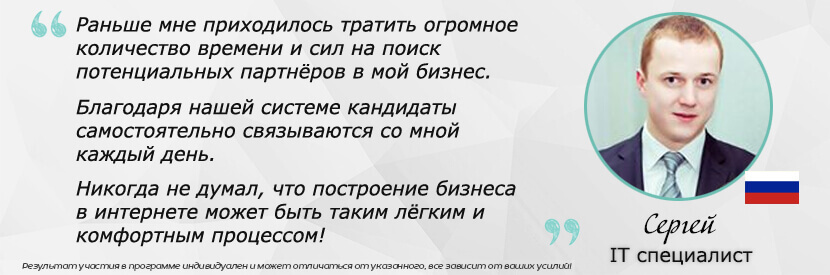 Раньше мне приходилось тратить огромное
количество времени и сил на поиск
потенциальных партнёров в мой бизнес.
Благодаря нашей системе кандидаты
самостоятельно связываются со мной
каждый день.
Никогда не думал, что построение бизнеса
в интернете может быть таким лёгким и
комфортным процессом!
Сергей
IT специалист
Результат участия в программе индивидуален и может отличаться от указанного, все зависит от ваших усилий!